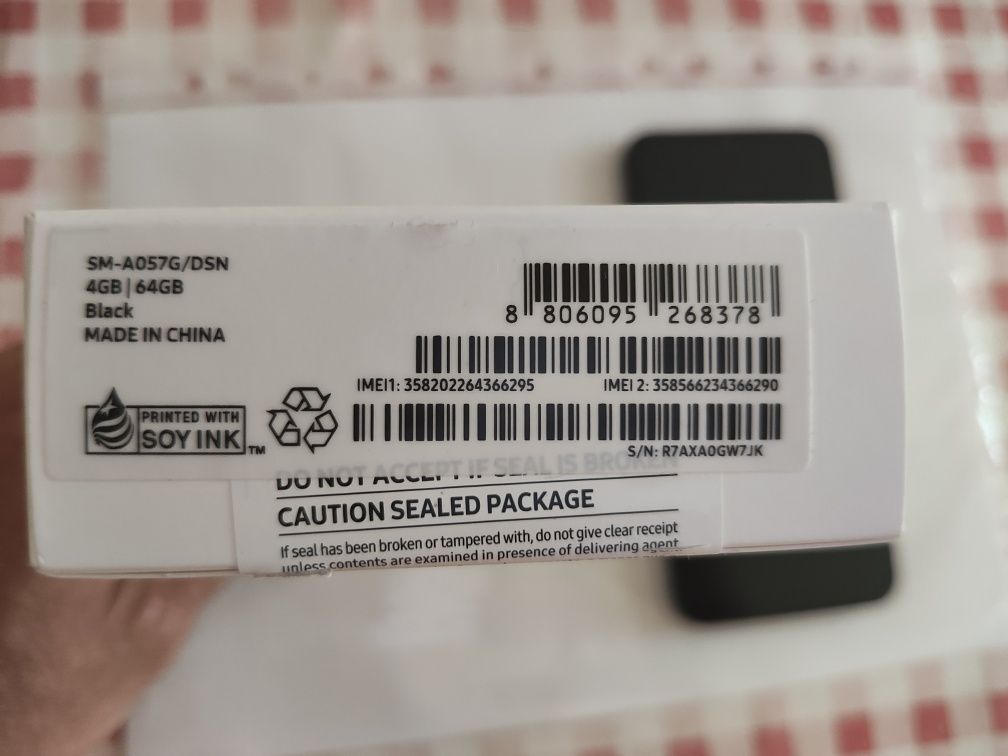 SM-A057G/DSN
4GB | 64GB
Black
MADE IN CHINA
PRINTED WITH
SOY INK™
8 806095 268378
IMEI1: 358202264366295 IMEI 2: 358566234366290
S/N: R7AXA0GW7JK
DO NOT ACCEPT IF SEAL IS BROKEN
CAUTION SEALED PACKAGE
If seal has been broken or tampered with, do not give clear receipt
unless contents are examined in presence of delivering agent